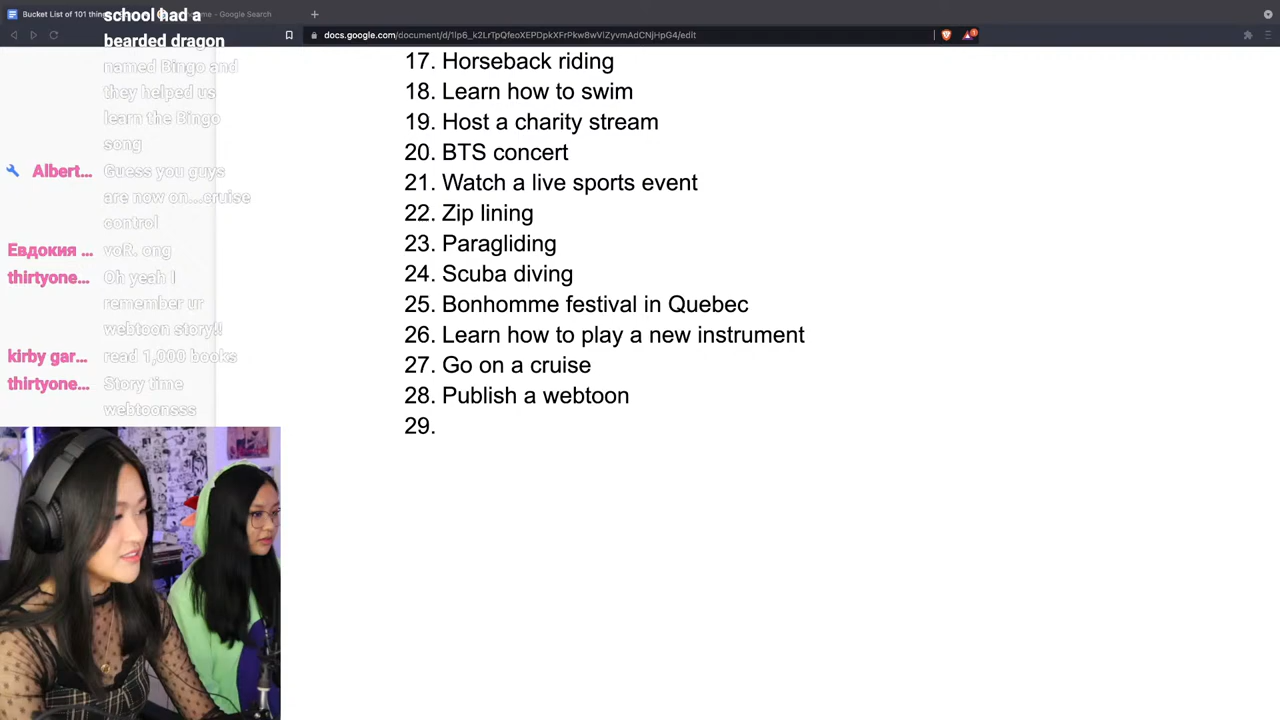 Bucket List of 101 thin
me - Google Search
docs.google.com/document/d/1lp6_k2LrTpQfeoXEPDpkXFrPkw8wVlZyvmAdCNjHpG4/edit
school had a
bearded dragon
named Bingo and
they helped us
learn the Bingo
song
Albert... Guess you guys
are now on...cruise
control
Евдокия ... voR. ong
thirtyone... Oh yeah I
remember ur
webtoon story!!
kirby gar... read 1,000 books
thirtyone... Story time
webtoonsss
17. Horseback riding
18. Learn how to swim
19. Host a charity stream
20. BTS concert
21. Watch a live sports event
22. Zip lining
23. Paragliding
24. Scuba diving
25. Bonhomme festival in Quebec
26. Learn how to play a new instrument
27. Go on a cruise
28. Publish a webtoon
29.